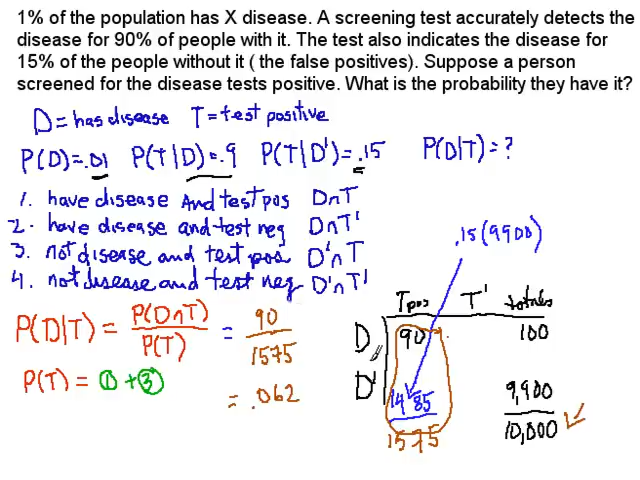 1% of the population has X disease. A screening test accurately detects the
disease for 90% of people with it. The test also indicates the disease for
15% of the people without it ( the false positives). Suppose a person
screened for the disease tests positive. What is the probability they have it?
D = has disease T = test positive
P(D) = .01 P(T|D) = .9 P(T|D') = .15 P(D|T) = ?
1. have disease And test pos D∩T
2. have disease and test neg D∩T'
3. not disease and test pos D'∩T
4. not disease and test neg D'∩T'
.15(9900)
P(D|T) = P(D∩T) / P(T) = 90 / 1575
= .062
P(T) = ① + ③
Tpos T' totals
D 90 100
D' 1485 9,900
1575 10,000